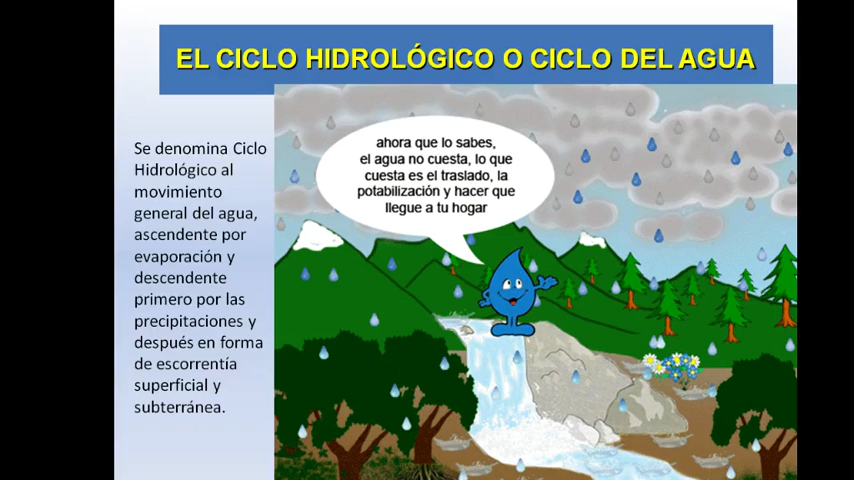 EL CICLO HIDROLÓGICO O CICLO DEL AGUA
Se denomina Ciclo
Hidrológico al
movimiento
general del agua,
ascendente por
evaporación y
descendente
primero por las
precipitaciones y
después en forma
de escorrentía
superficial y
subterránea.
ahora que lo sabes,
el agua no cuesta, lo que
cuesta es el traslado, la
potabilización y hacer que
llegue a tu hogar